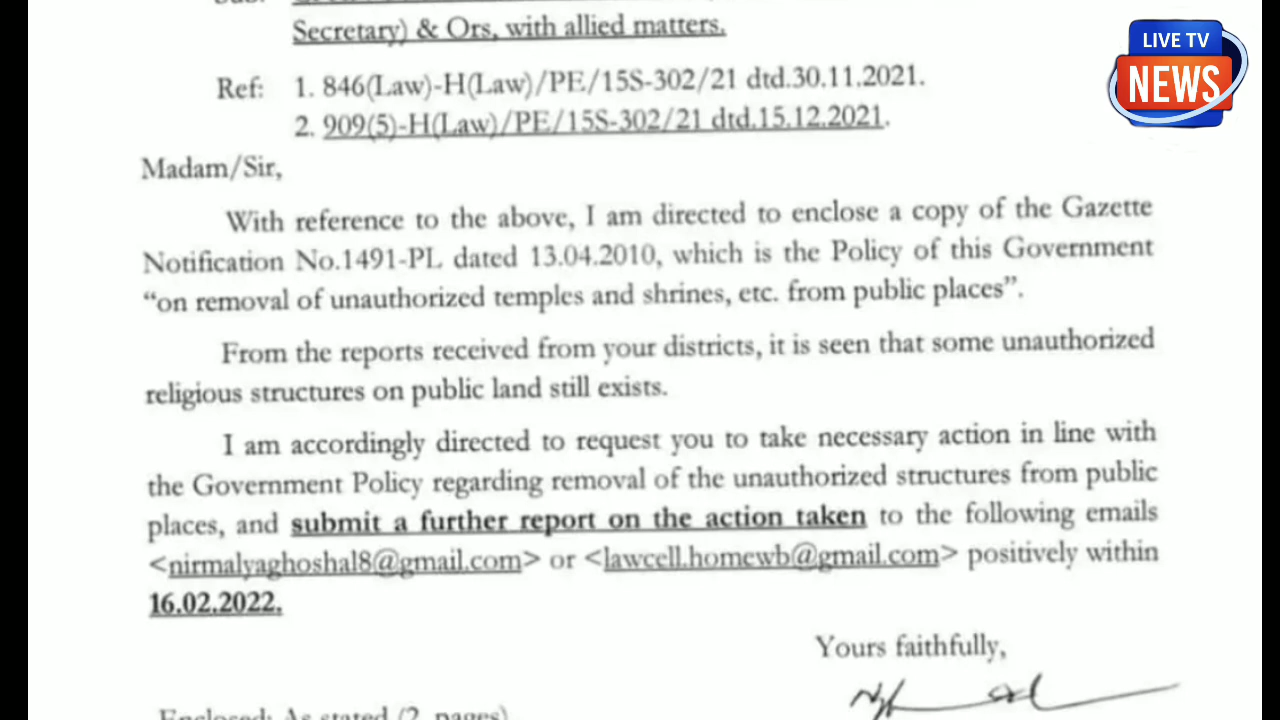 Secretary) & Ors, with allied matters.
LIVE TV
NEWS
Ref: 1. 846(Law)-H(Law)/PE/15S-302/21 dtd.30.11.2021.
2. 909(5)-H(Law)/PE/15S-302/21 dtd.15.12.2021.
Madam/Sir,
With reference to the above, I am directed to enclose a copy of the Gazette
Notification No.1491-PL dated 13.04.2010, which is the Policy of this Government
“on removal of unauthorized temples and shrines, etc. from public places”.
From the reports received from your districts, it is seen that some unauthorized
religious structures on public land still exists.
I am accordingly directed to request you to take necessary action in line with
the Government Policy regarding removal of the unauthorized structures from public
places, and submit a further report on the action taken to the following emails
<nirmalyaghoshal8@gmail.com> or <lawcell.homewb@gmail.com> positively within
16.02.2022.
Yours faithfully,
Enclosed: As stated (2 pages)